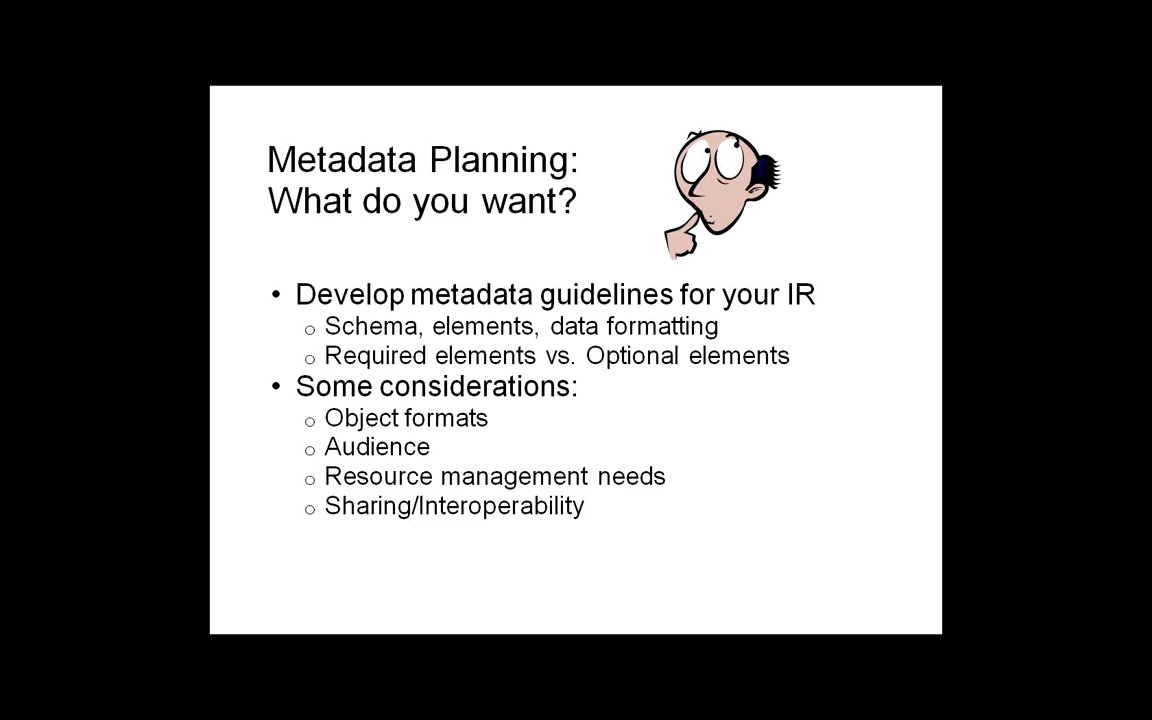 Metadata Planning:
What do you want?
• Develop metadata guidelines for your IR
o Schema, elements, data formatting
o Required elements vs. Optional elements
• Some considerations:
o Object formats
o Audience
o Resource management needs
o Sharing/Interoperability